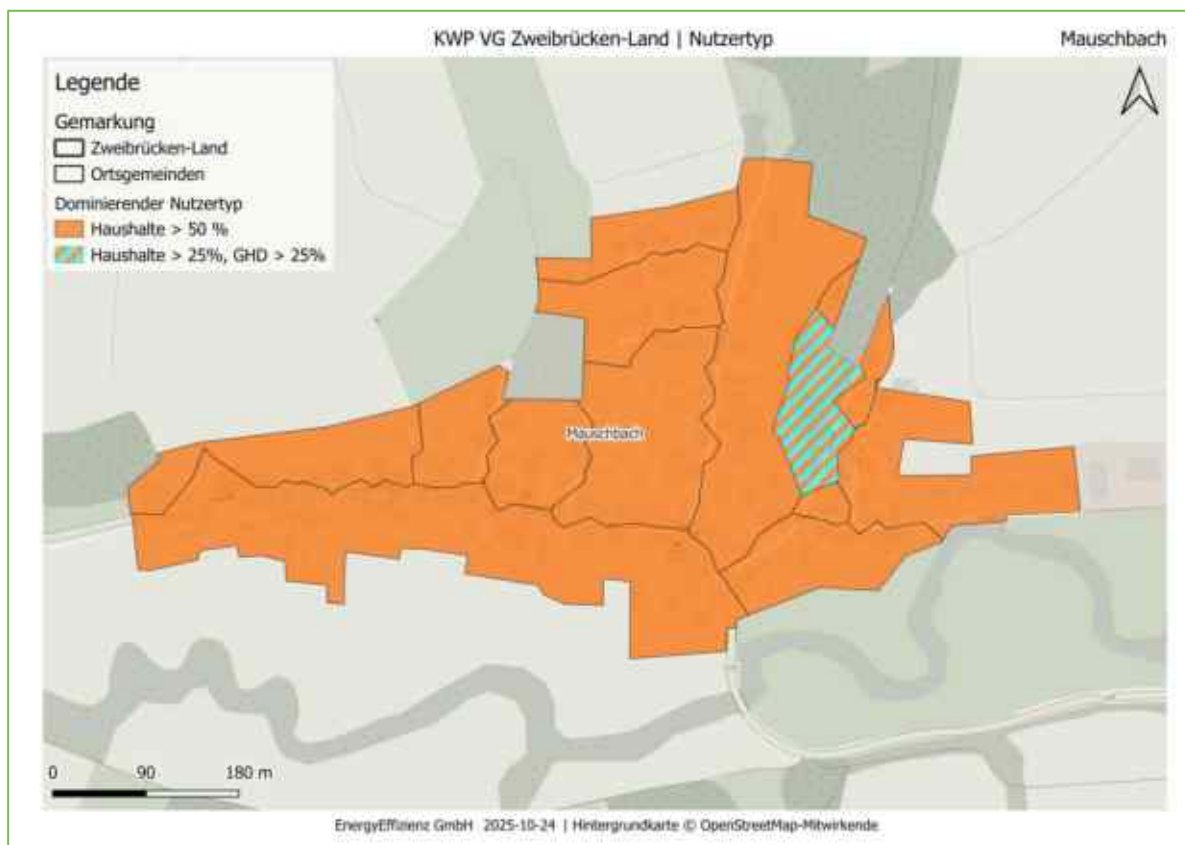 KWP VG Zweibrücken-Land | Nutzertyp
Mauschbach
Legende
Gemarkung
Zweibrücken-Land
Ortsgemeinden
Dominierender Nutzertyp
Haushalte > 50 %
Haushalte > 25%, GHD > 25%
Mauschbach
0 90 180 m
EnergyEffizienz GmbH 2025-10-24 | Hintergrundkarte © OpenStreetMap-Mitwirkende